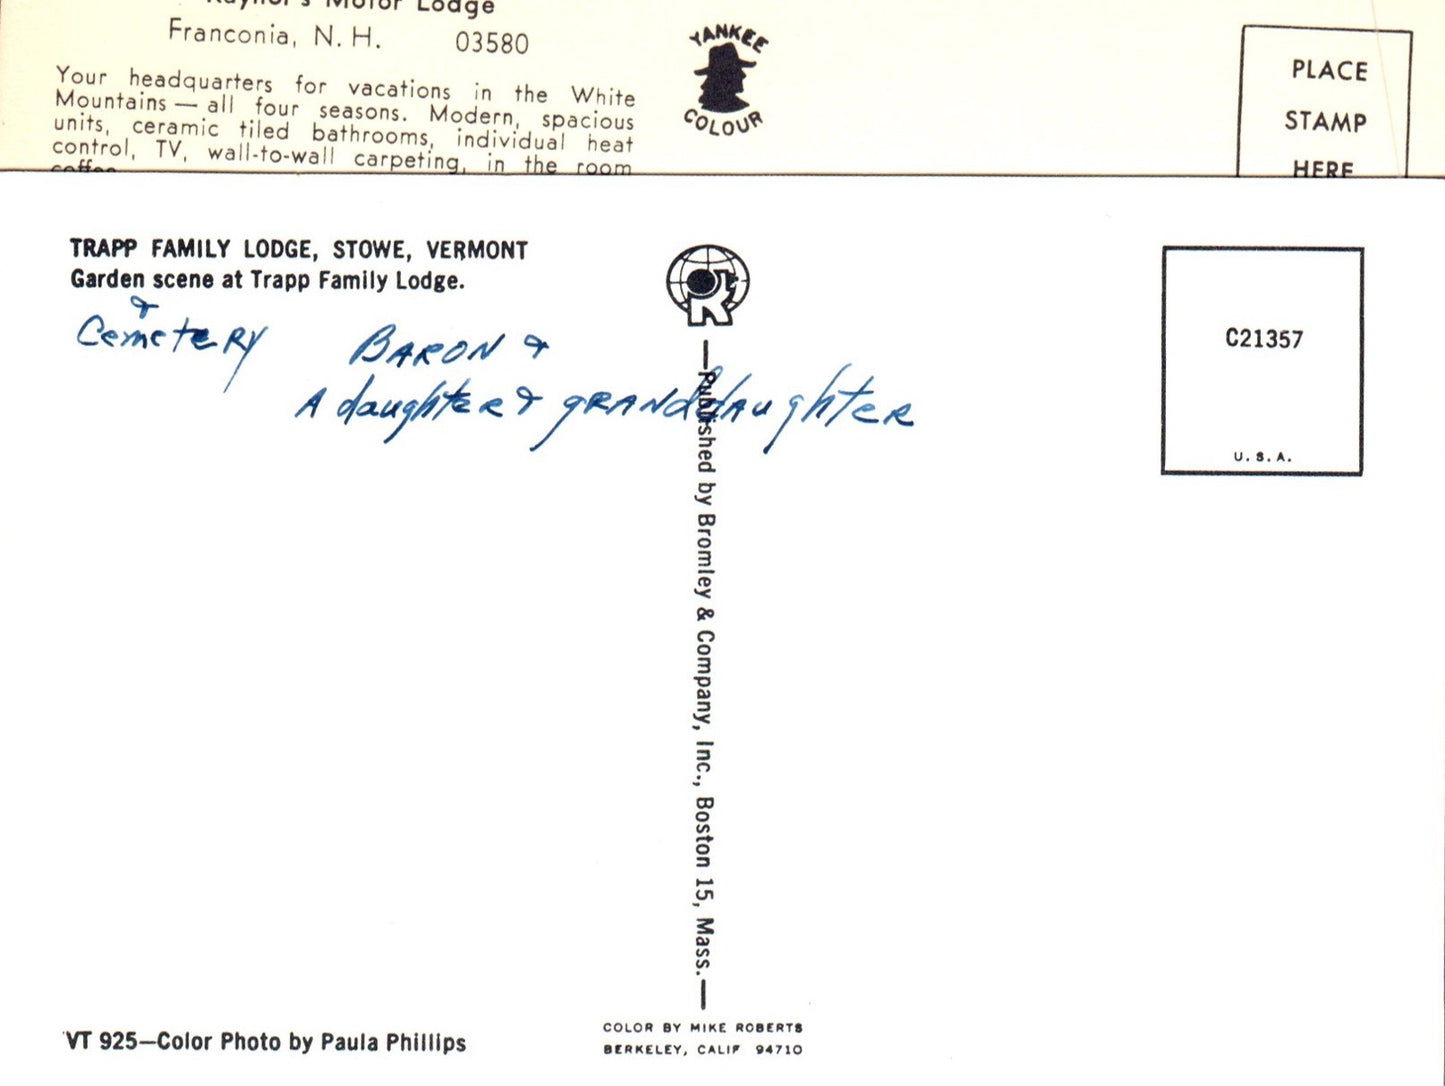 Raynor's Motor Lodge
Franconia, N. H. 03580
Your headquarters for vacations in the White
Mountains — all four seasons. Modern, spacious
units, ceramic tiled bathrooms, individual heat
control, TV, wall-to-wall carpeting, in the room
coffee
YANKEE
COLOUR
PLACE
STAMP
HERE
TRAPP FAMILY LODGE, STOWE, VERMONT
Garden scene at Trapp Family Lodge.
&
CemeteRy BARON &
A daughteR & gRANddaughteR
K
—Published by Bromley & Company, Inc., Boston 15, Mass.—
C21357
U. S. A.
VT 925—Color Photo by Paula Phillips
COLOR BY MIKE ROBERTS
BERKELEY, CALIF 94710